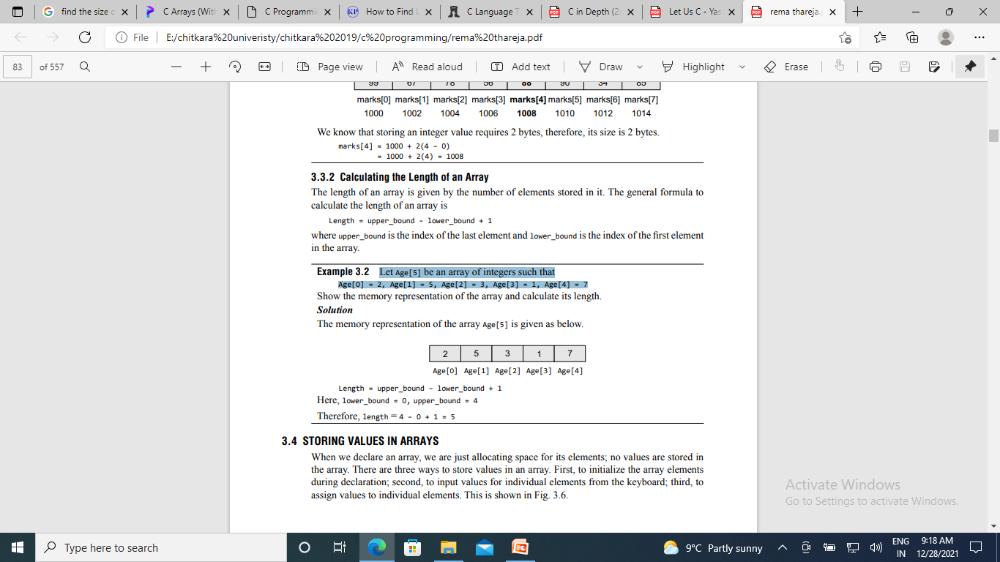 find the size c
C Arrays (Wit
C Programmi
KP
How to Find L
C Language T
PDF
C in Depth (2
PDF
Let Us C - Yas
PDF
rema thareja.
File
E:/chitkara%20univeristy/chitkara%202019/c%20programming/rema%20thareja.pdf
83
of 557
Page view
Read aloud
Add text
Draw
Highlight
Erase
99 67 78 56 88 90 34 85
marks[0] marks[1] marks[2] marks[3] marks[4] marks[5] marks[6] marks[7]
1000 1002 1004 1006 1008 1010 1012 1014
We know that storing an integer value requires 2 bytes, therefore, its size is 2 bytes.
marks[4] = 1000 + 2(4 – 0)
= 1000 + 2(4) = 1008
3.3.2 Calculating the Length of an Array
The length of an array is given by the number of elements stored in it. The general formula to
calculate the length of an array is
Length = upper_bound – lower_bound + 1
where upper_bound is the index of the last element and lower_bound is the index of the first element
in the array.
Example 3.2 Let Age[5] be an array of integers such that
Age[0] = 2, Age[1] = 5, Age[2] = 3, Age[3] = 1, Age[4] = 7
Show the memory representation of the array and calculate its length.
Solution
The memory representation of the array Age[5] is given as below.
2 5 3 1 7
Age[0] Age[1] Age[2] Age[3] Age[4]
Length = upper_bound – lower_bound + 1
Here, lower_bound = 0, upper_bound = 4
Therefore, length = 4 – 0 + 1 = 5
3.4 STORING VALUES IN ARRAYS
When we declare an array, we are just allocating space for its elements; no values are stored in
the array. There are three ways to store values in an array. First, to initialize the array elements
during declaration; second, to input values for individual elements from the keyboard; third, to
assign values to individual elements. This is shown in Fig. 3.6.
Activate Windows
Go to Settings to activate Windows.
Type here to search
9°C Partly sunny
ENG
IN
9:18 AM
12/28/2021